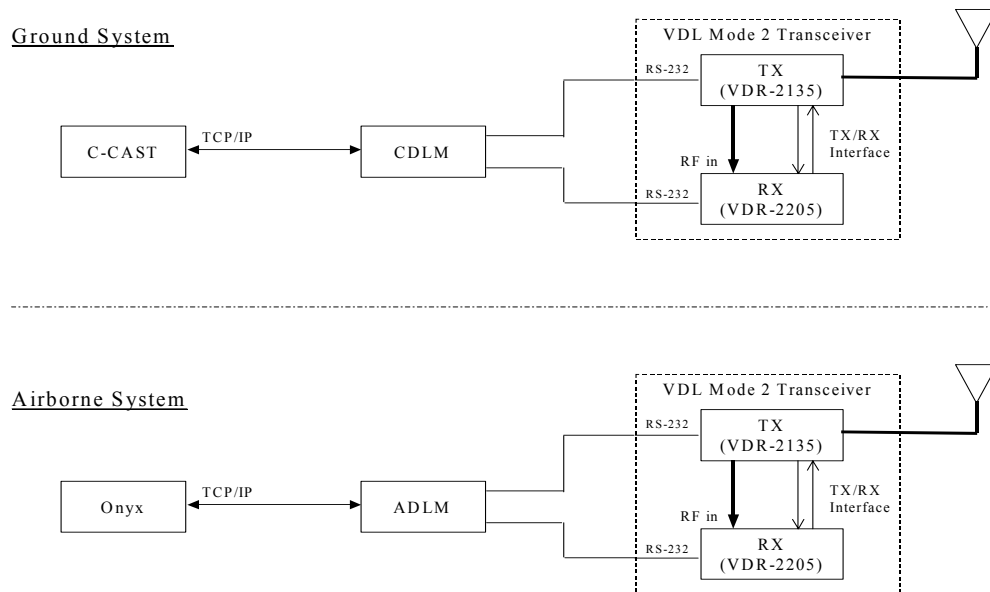 Ground System
VDL Mode 2 Transceiver
RS-232
TX
(VDR-2135)
C-CAST
TCP/IP
CDLM
RF in
TX/RX
Interface
RS-232
RX
(VDR-2205)
Airborne System
VDL Mode 2 Transceiver
RS-232
TX
(VDR-2135)
Onyx
TCP/IP
ADLM
RF in
TX/RX
Interface
RS-232
RX
(VDR-2205)